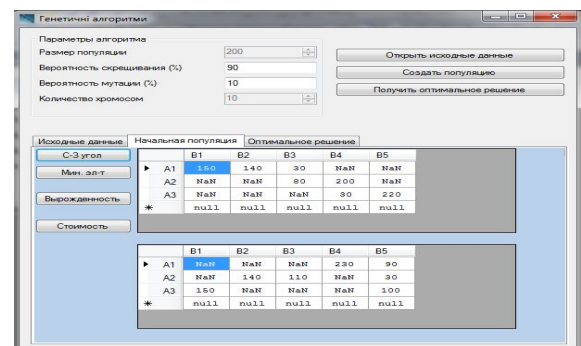 Генетичні алгоритми
Параметры алгоритма
Размер популяции 200
Вероятность скрещивания (%) 90
Вероятность мутации (%) 10
Количество хромосом 10
Открыть исходные данные
Создать популяцию
Получить оптимальное решение
Исходные данные Начальная популяция Оптимальное решение
С-З угол
Мин. эл-т
Вырожденность
Стоимость
B1 B2 B3 B4 B5
A1 150 140 30 NaN NaN
A2 NaN NaN 80 200 NaN
A3 NaN NaN NaN 30 220
null null null null null
B1 B2 B3 B4 B5
A1 NaN NaN NaN 230 90
A2 NaN 140 110 NaN 30
A3 150 NaN NaN NaN 100
null null null null null